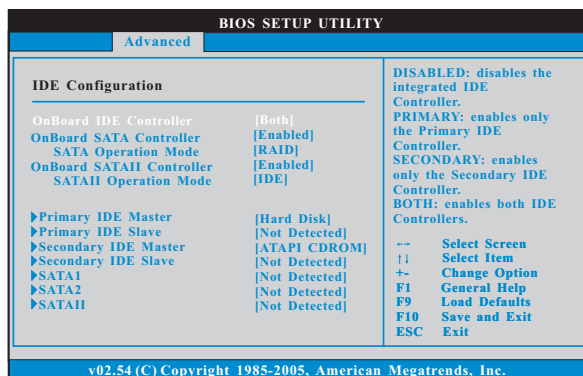 BIOS SETUP UTILITY
Advanced
IDE Configuration
OnBoard IDE Controller [Both]
OnBoard SATA Controller [Enabled]
SATA Operation Mode [RAID]
OnBoard SATAII Controller [Enabled]
SATAII Operation Mode [IDE]
Primary IDE Master [Hard Disk]
Primary IDE Slave [Not Detected]
Secondary IDE Master [ATAPI CDROM]
Secondary IDE Slave [Not Detected]
SATA1 [Not Detected]
SATA2 [Not Detected]
SATAII [Not Detected]
DISABLED: disables the
integrated IDE
Controller.
PRIMARY: enables only
the Primary IDE
Controller.
SECONDARY: enables
only the Secondary IDE
Controller.
BOTH: enables both IDE
Controllers.
←→ Select Screen
↑↓ Select Item
+- Change Option
F1 General Help
F9 Load Defaults
F10 Save and Exit
ESC Exit
v02.54 (C) Copyright 1985-2005, American Megatrends, Inc.